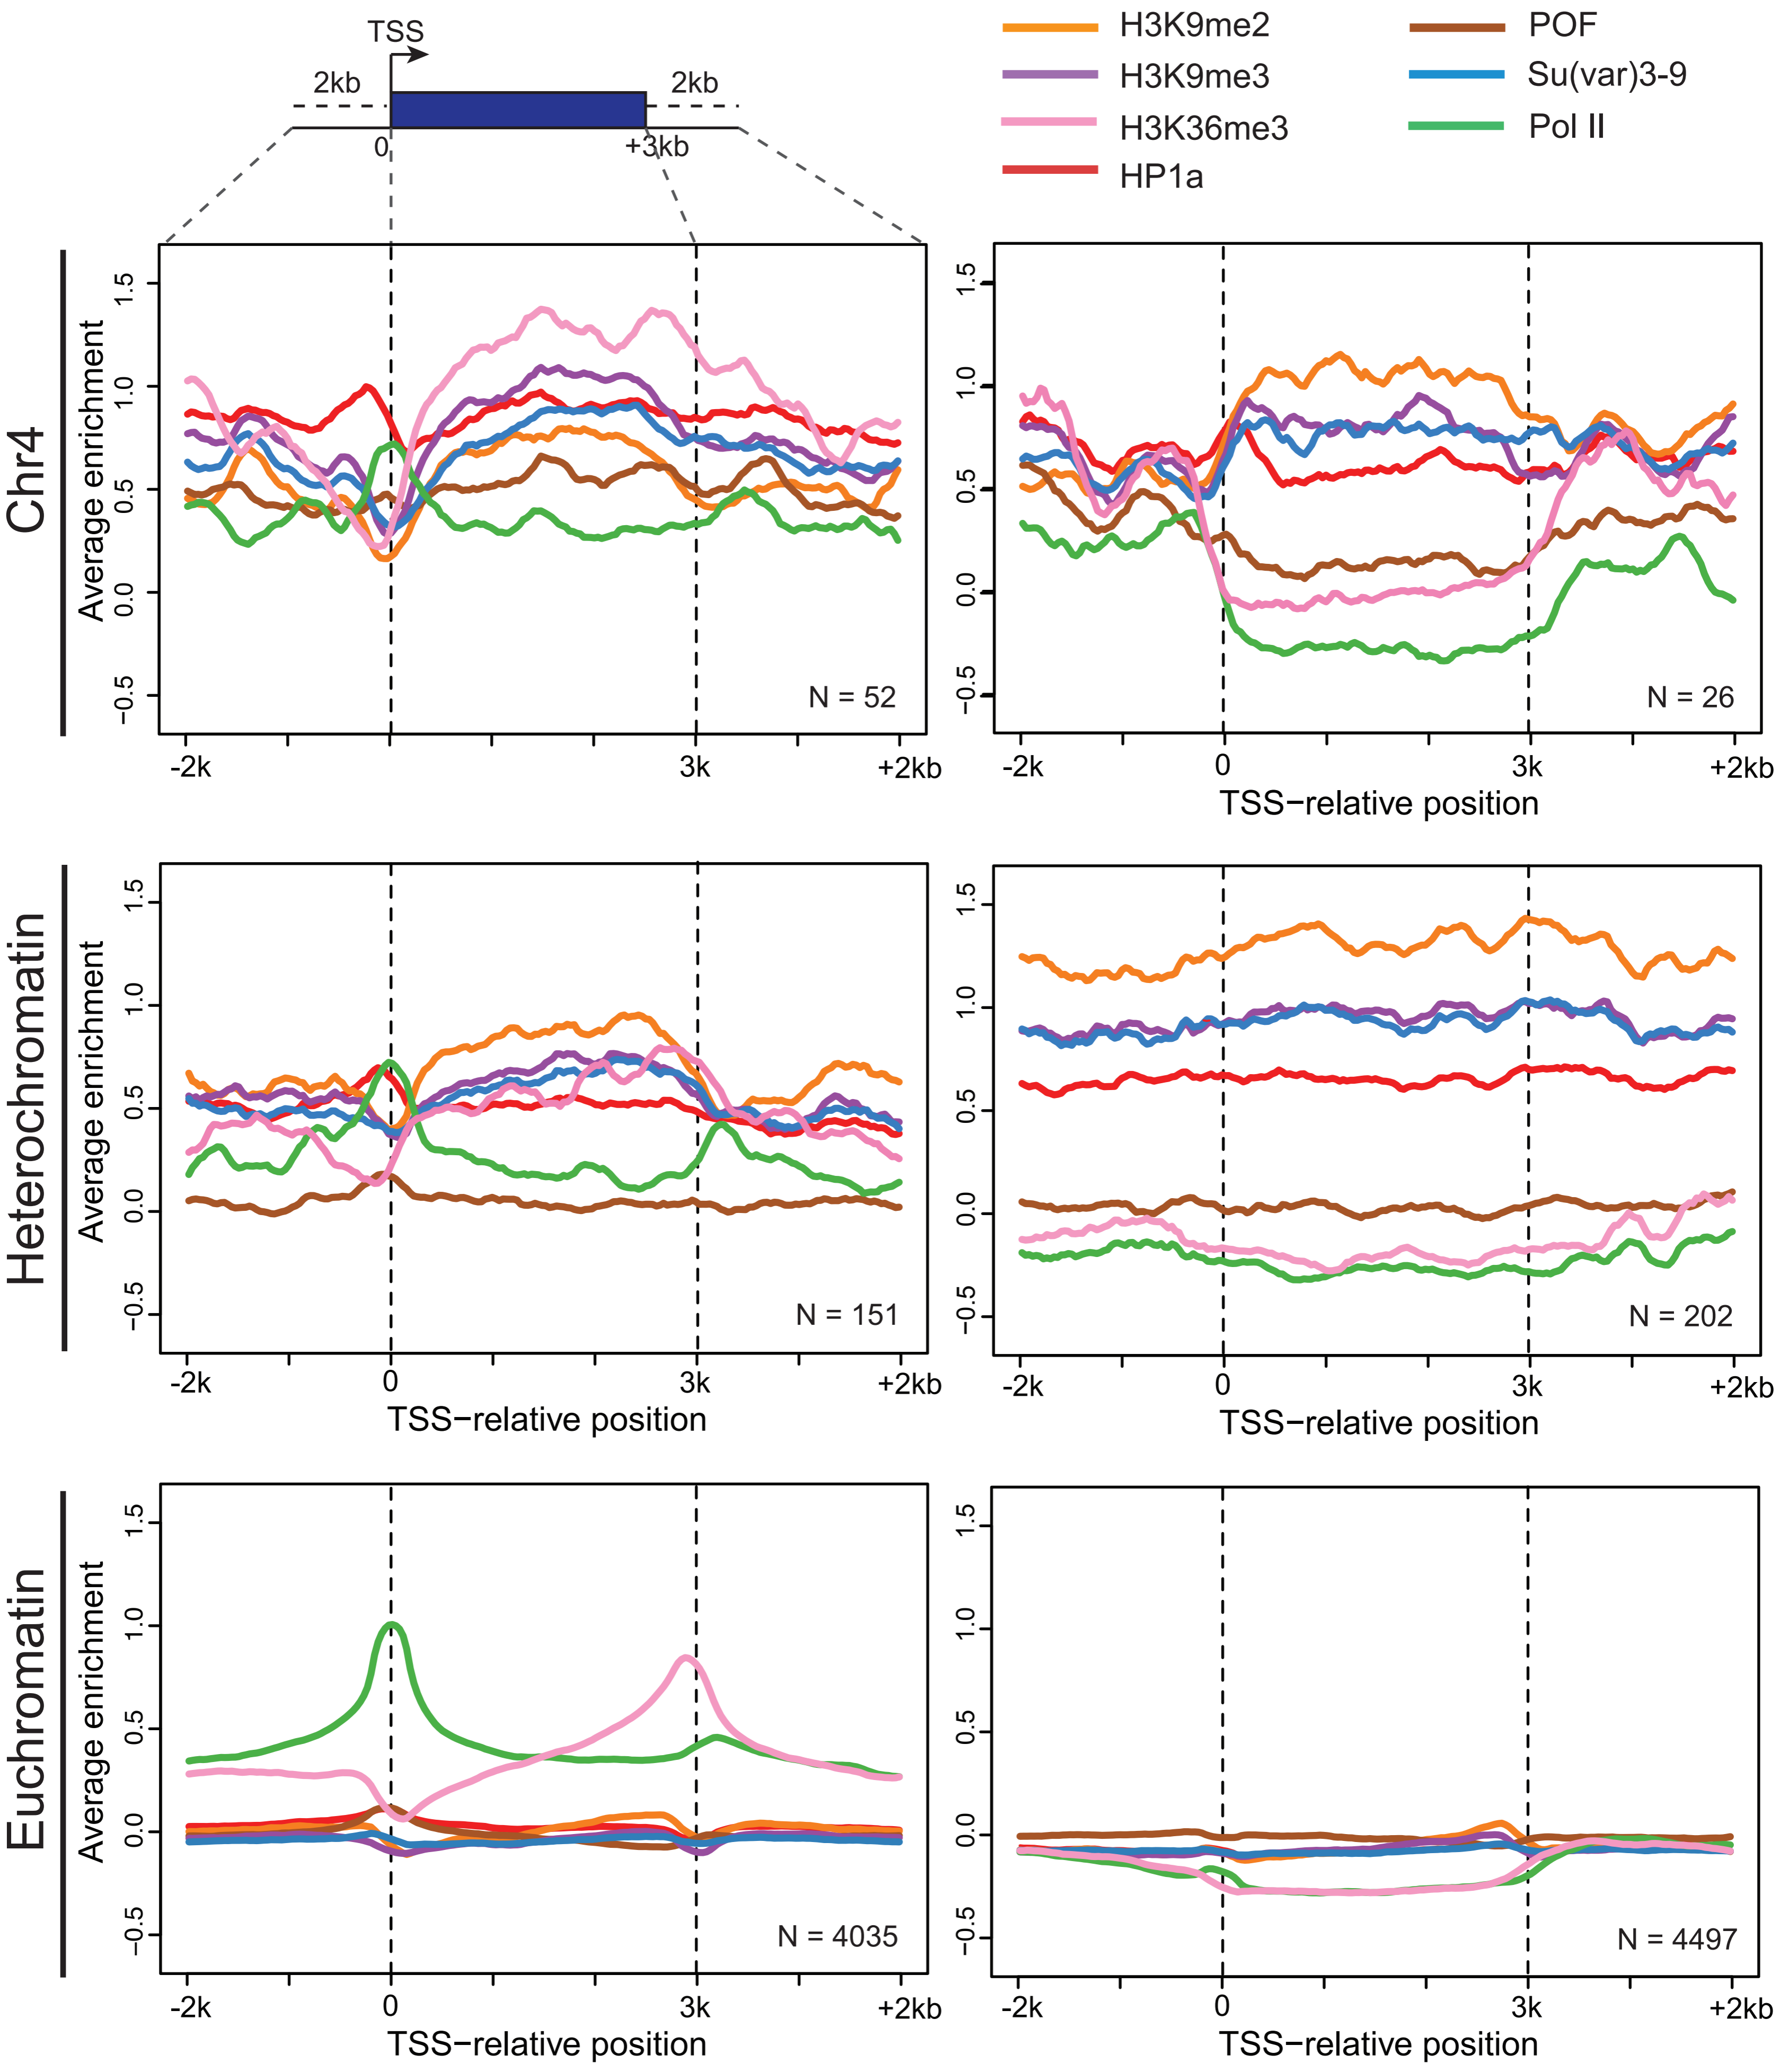 TSS
2kb
2kb
0
+3kb
H3K9me2
H3K9me3
H3K36me3
HP1a
POF
Su(var)3-9
Pol II
Chr4
Average enrichment
1.5
1.0
0.5
0.0
−0.5
N = 52
-2k
0
3k
+2kb
1.5
1.0
0.5
0.0
−0.5
N = 26
-2k
0
3k
+2kb
TSS−relative position
Heterochromatin
Average enrichment
1.5
1.0
0.5
0.0
−0.5
N = 151
-2k
0
3k
+2kb
TSS−relative position
1.5
1.0
0.5
0.0
−0.5
N = 202
-2k
0
3k
+2kb
TSS−relative position
Euchromatin
Average enrichment
1.5
1.0
0.5
0.0
−0.5
N = 4035
-2k
0
3k
+2kb
TSS−relative position
1.5
1.0
0.5
0.0
−0.5
N = 4497
-2k
0
3k
+2kb
TSS−relative position